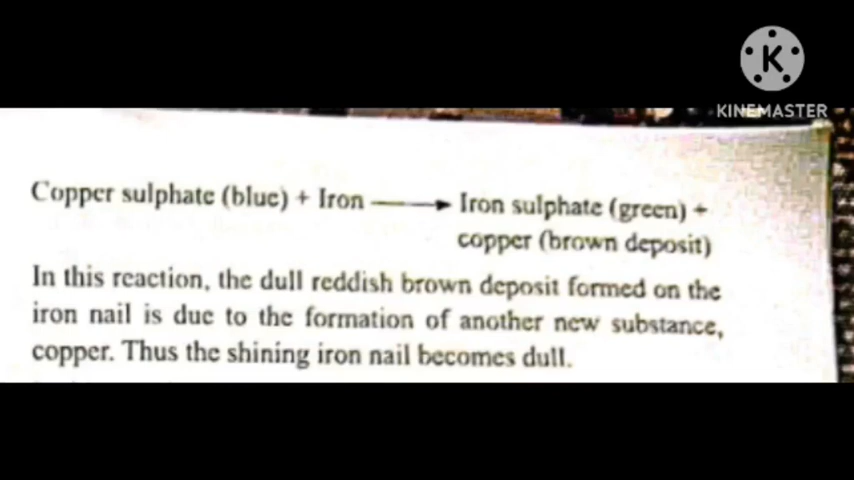 K
KINEMASTER
Copper sulphate (blue) + Iron ⟶ Iron sulphate (green) +
copper (brown deposit)
In this reaction, the dull reddish brown deposit formed on the
iron nail is due to the formation of another new substance,
copper. Thus the shining iron nail becomes dull.